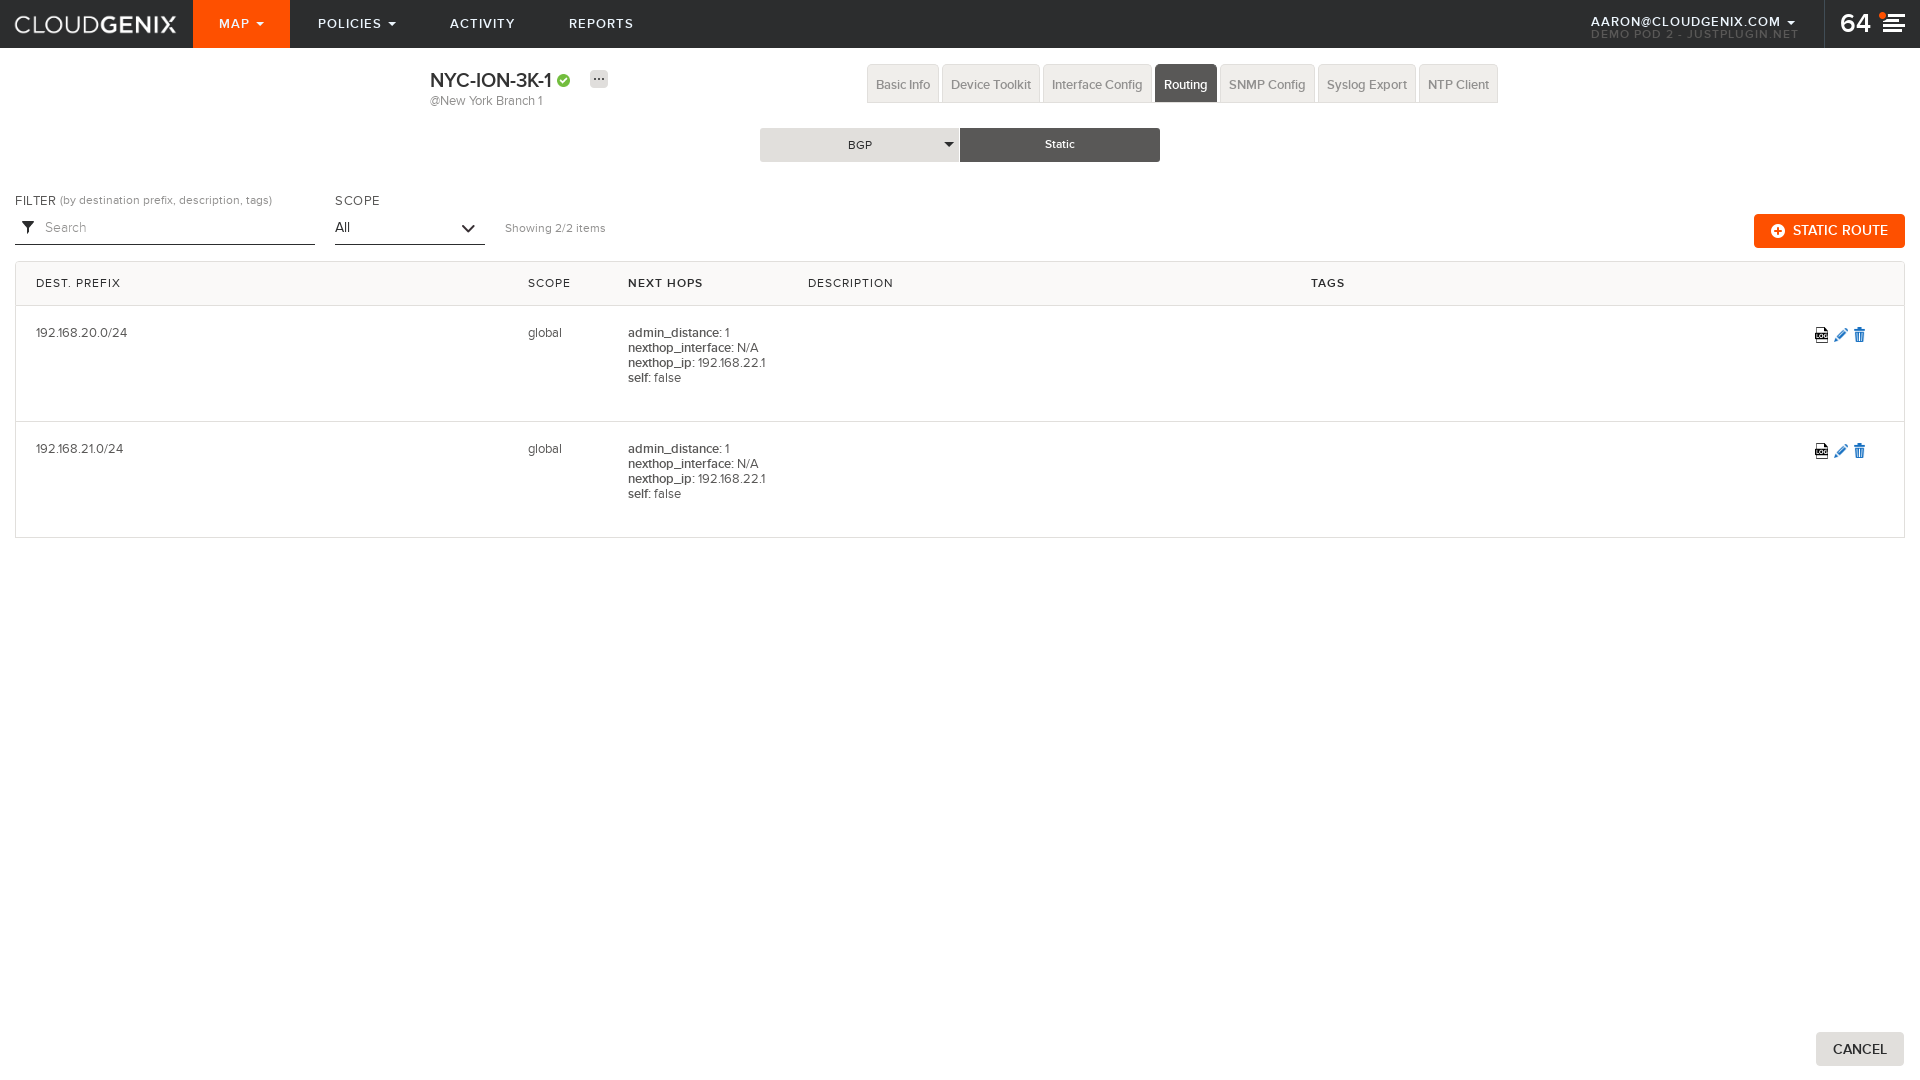 CLOUDGENIX
MAP
POLICIES
ACTIVITY
REPORTS
AARON@CLOUDGENIX.COM
DEMO POD 2 - JUSTPLUGIN.NET
64
NYC-ION-3K-1
@New York Branch 1
Basic Info
Device Toolkit
Interface Config
Routing
SNMP Config
Syslog Export
NTP Client
BGP
Static
FILTER (by destination prefix, description, tags)
Search
SCOPE
All
Showing 2/2 items
STATIC ROUTE
DEST. PREFIX
SCOPE
NEXT HOPS
DESCRIPTION
TAGS
192.168.20.0/24
global
admin_distance: 1
nexthop_interface: N/A
nexthop_ip: 192.168.22.1
self: false
LOG
192.168.21.0/24
global
admin_distance: 1
nexthop_interface: N/A
nexthop_ip: 192.168.22.1
self: false
LOG
CANCEL